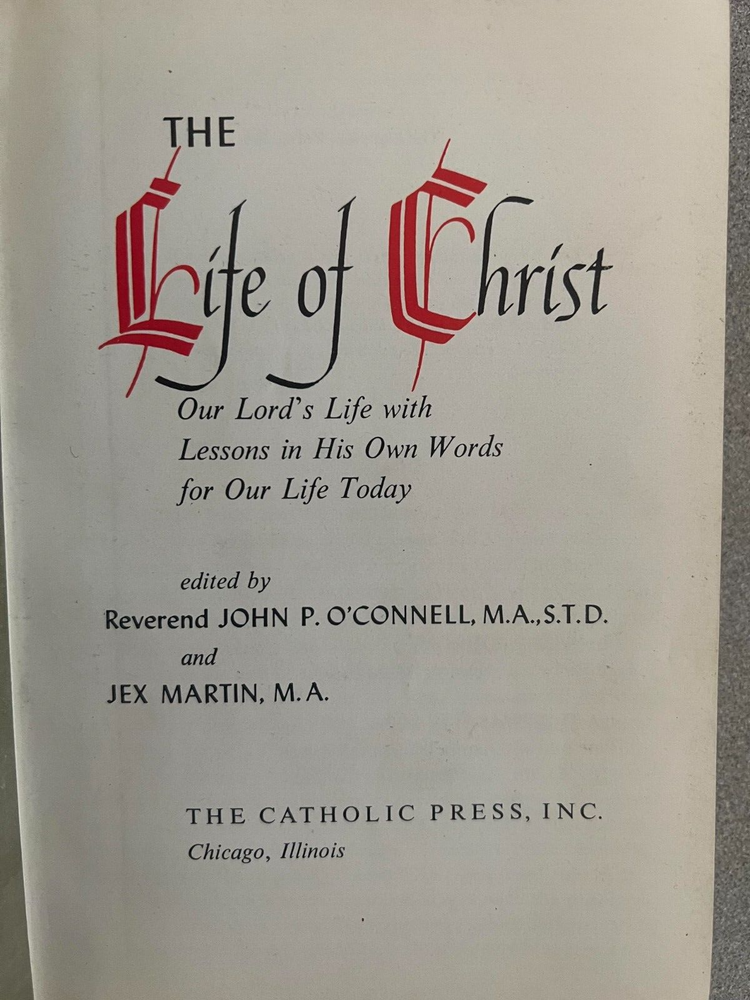 THE
Life of Christ
Our Lord's Life with
Lessons in His Own Words
for Our Life Today
edited by
Reverend JOHN P. O'CONNELL, M.A., S.T.D.
and
JEX MARTIN, M.A.
THE CATHOLIC PRESS, INC.
Chicago, Illinois